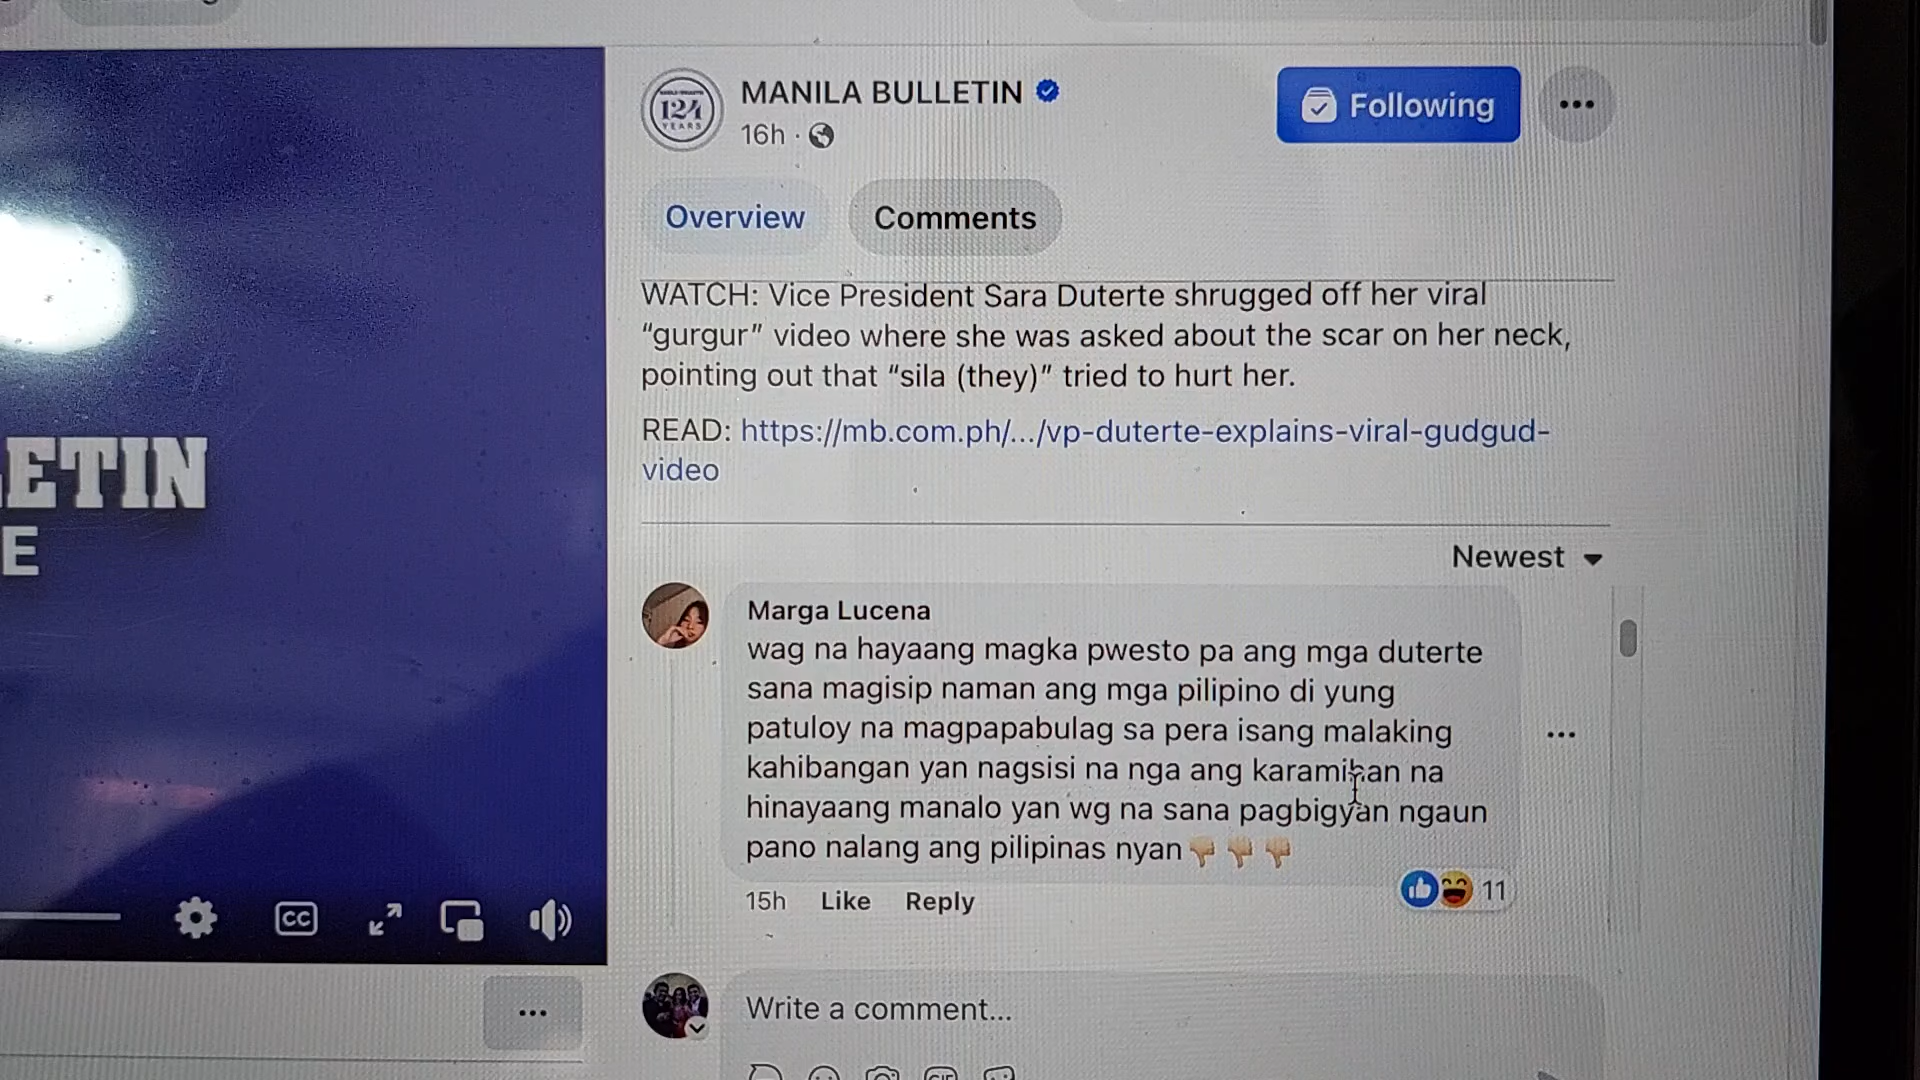 ETIN
E
124
YEARS
MANILA BULLETIN
16h ·
Following
Overview
Comments
WATCH: Vice President Sara Duterte shrugged off her viral
“gurgur” video where she was asked about the scar on her neck,
pointing out that “sila (they)” tried to hurt her.
READ: https://mb.com.ph/.../vp-duterte-explains-viral-gudgud-
video
Newest
Marga Lucena
wag na hayaang magka pwesto pa ang mga duterte
sana magisip naman ang mga pilipino di yung
patuloy na magpapabulag sa pera isang malaking
kahibangan yan nagsisi na nga ang karamihan na
hinayaang manalo yan wg na sana pagbigyan ngaun
pano nalang ang pilipinas nyan👎🏼👎🏼👎🏼
15h
Like
Reply
11
CC
Write a comment...